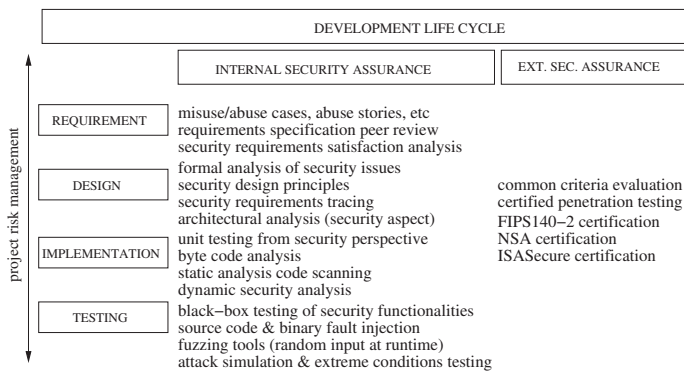 DEVELOPMENT LIFE CYCLE
INTERNAL SECURITY ASSURANCE
EXT. SEC. ASSURANCE
project risk management
REQUIREMENT
misuse/abuse cases, abuse stories, etc
requirements specification peer review
security requirements satisfaction analysis
DESIGN
formal analysis of security issues
security design principles
security requirements tracing
architectural analysis (security aspect)
IMPLEMENTATION
unit testing from security perspective
byte code analysis
static analysis code scanning
dynamic security analysis
TESTING
black−box testing of security functionalities
source code & binary fault injection
fuzzing tools (random input at runtime)
attack simulation & extreme conditions testing
common criteria evaluation
certified penetration testing
FIPS140−2 certification
NSA certification
ISASecure certification